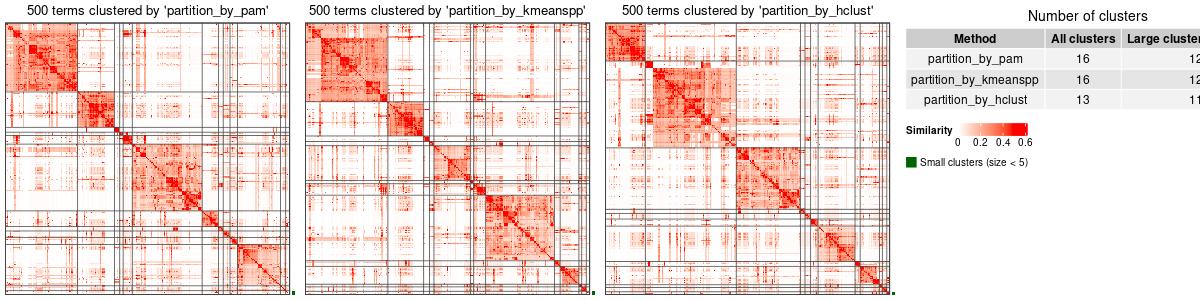 500 terms clustered by 'partition_by_pam'
500 terms clustered by 'partition_by_kmeanspp'
500 terms clustered by 'partition_by_hclust'
Number of clusters
Method All clusters Large cluster
partition_by_pam 16 12
partition_by_kmeanspp 16 12
partition_by_hclust 13 11
Similarity
0 0.2 0.4 0.6
Small clusters (size < 5)